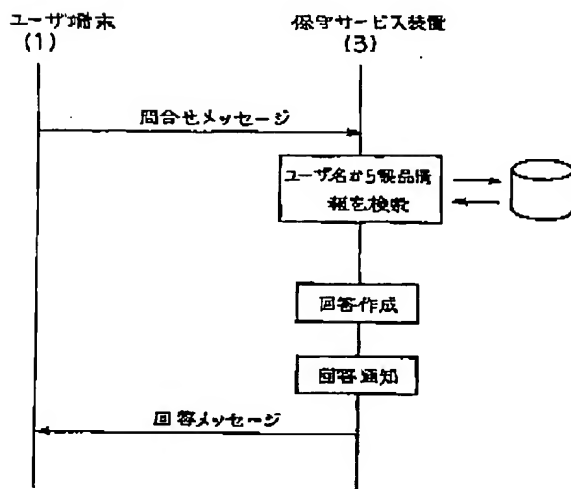 ユーザ端末
(1)
保守サービス装置
(3)
問合せメッセージ
ユーザ名から製品情
報を検索
回答作成
回答通知
回答メッセージ